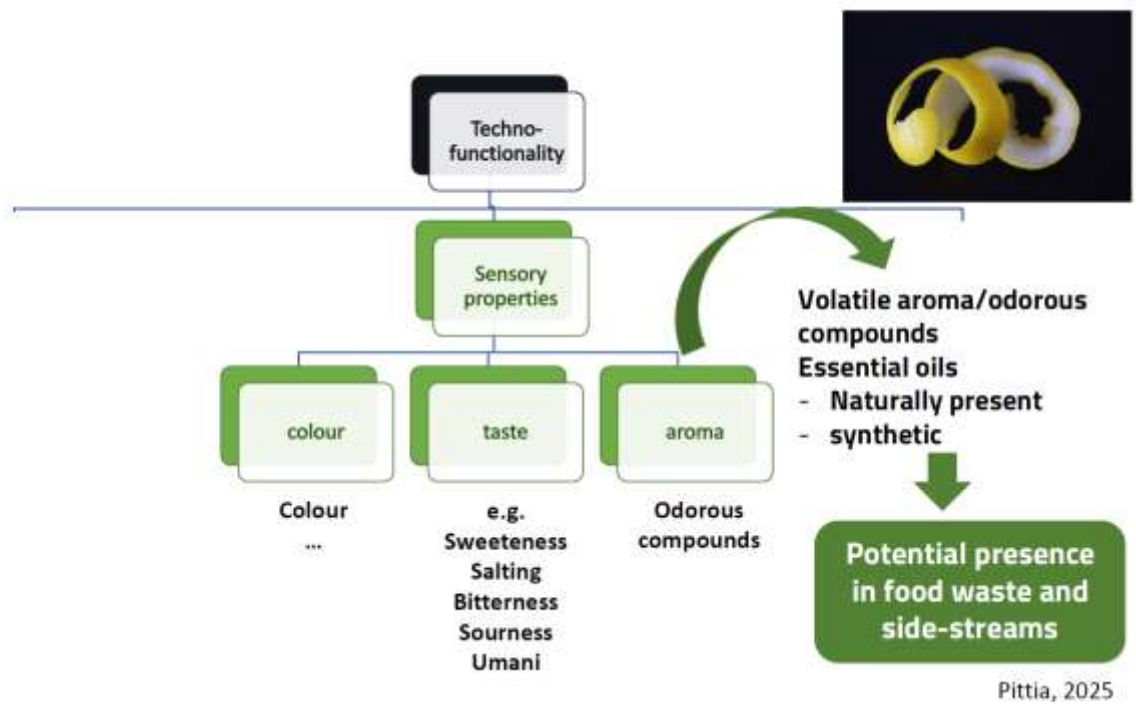 Techno-
functionality
Sensory
properties
colour
taste
aroma
Colour
...
e.g.
Sweeteness
Salting
Bitterness
Sourness
Umani
Odorous
compounds
Volatile aroma/odorous
compounds
Essential oils
- Naturally present
- synthetic
Potential presence
in food waste and
side-streams
Pittia, 2025